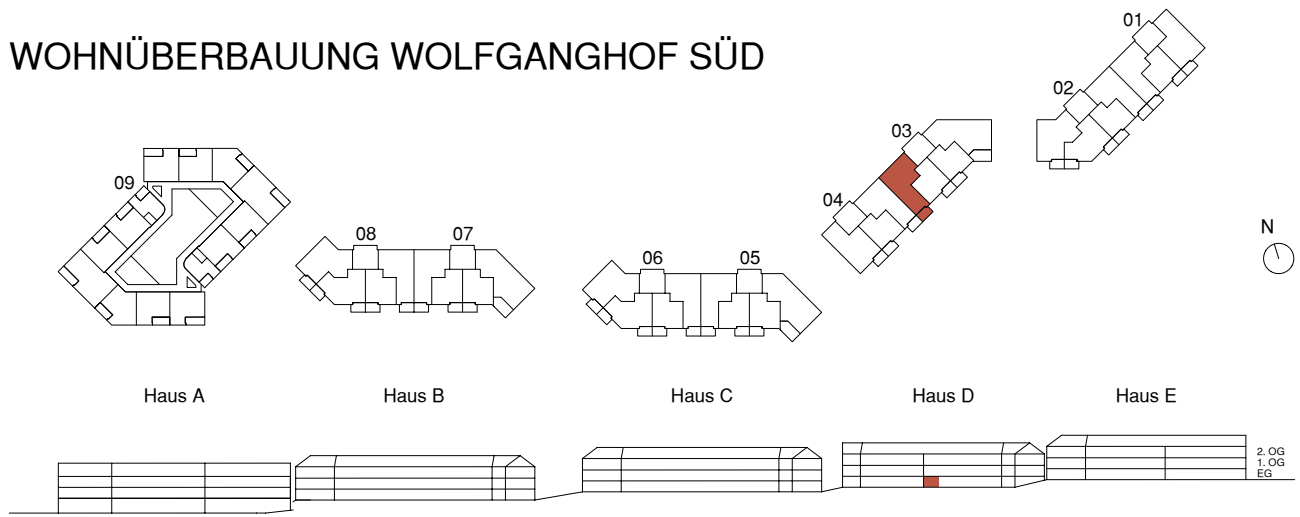 WOHNÜBERBAUUNG WOLFGANGHOF SÜD
01
02
03
04
09
08
07
06
05
N
Haus A
Haus B
Haus C
Haus D
Haus E
2. OG
1. OG
EG